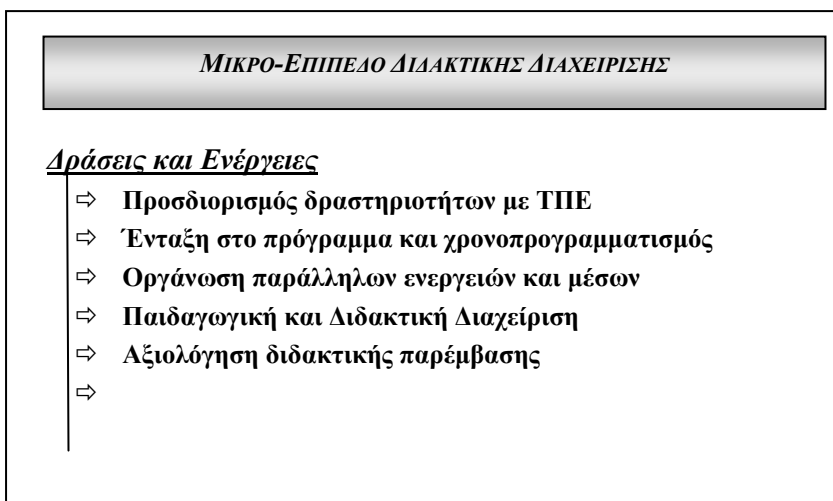 ΜΙΚΡΟ-ΕΠΙΠΕΔΟ ΔΙΔΑΚΤΙΚΗΣ ΔΙΑΧΕΙΡΙΣΗΣ
Δράσεις και Ενέργειες
⇨ Προσδιορισμός δραστηριοτήτων με ΤΠΕ
⇨ Ένταξη στο πρόγραμμα και χρονοπρογραμματισμός
⇨ Οργάνωση παράλληλων ενεργειών και μέσων
⇨ Παιδαγωγική και Διδακτική Διαχείριση
⇨ Αξιολόγηση διδακτικής παρέμβασης
⇨